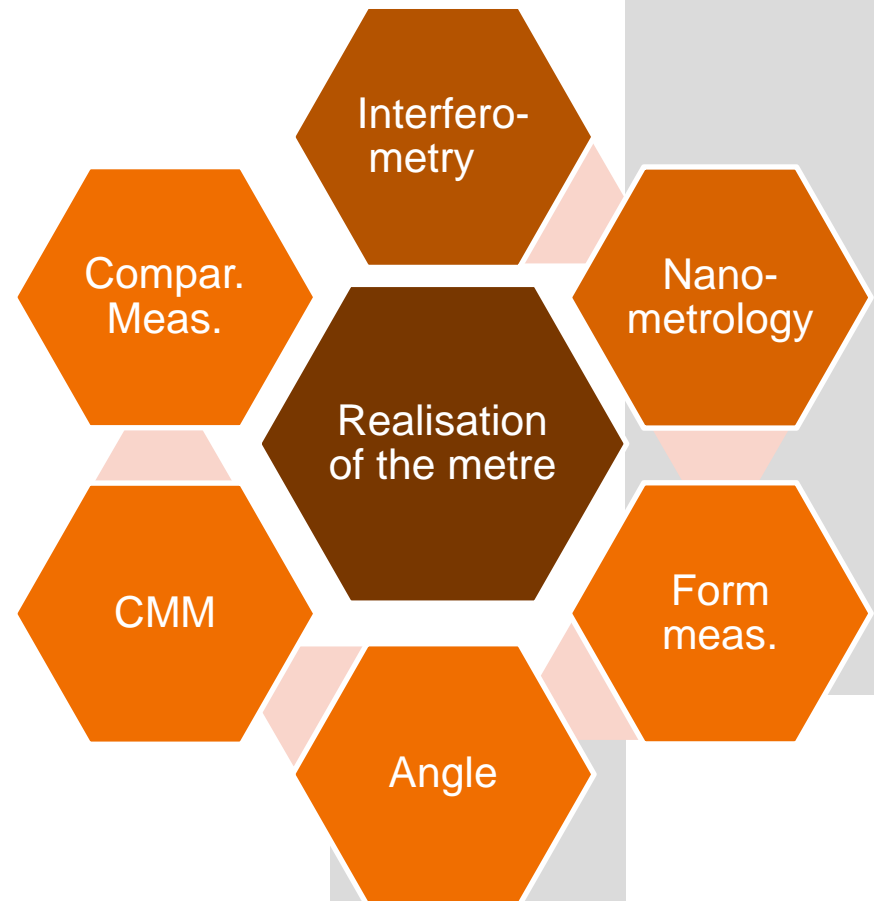 Interfero-
metry
Compar.
Meas.
Nano-
metrology
Realisation
of the metre
CMM
Form
meas.
Angle